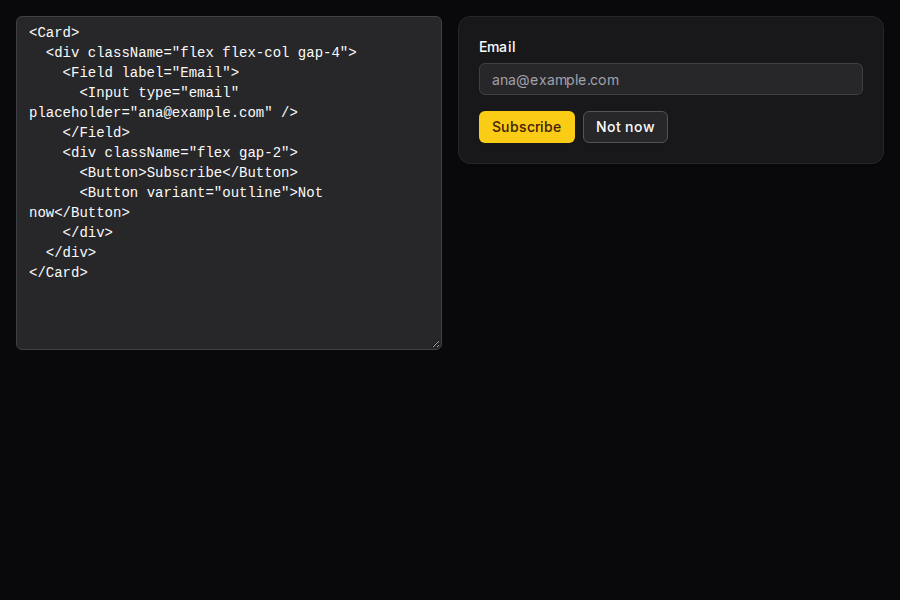 <Card>
  <div className="flex flex-col gap-4">
    <Field label="Email">
      <Input type="email"
placeholder="ana@example.com" />
    </Field>
    <div className="flex gap-2">
      <Button>Subscribe</Button>
      <Button variant="outline">Not
now</Button>
    </div>
  </div>
</Card>
Email
ana@example.com
Subscribe Not now